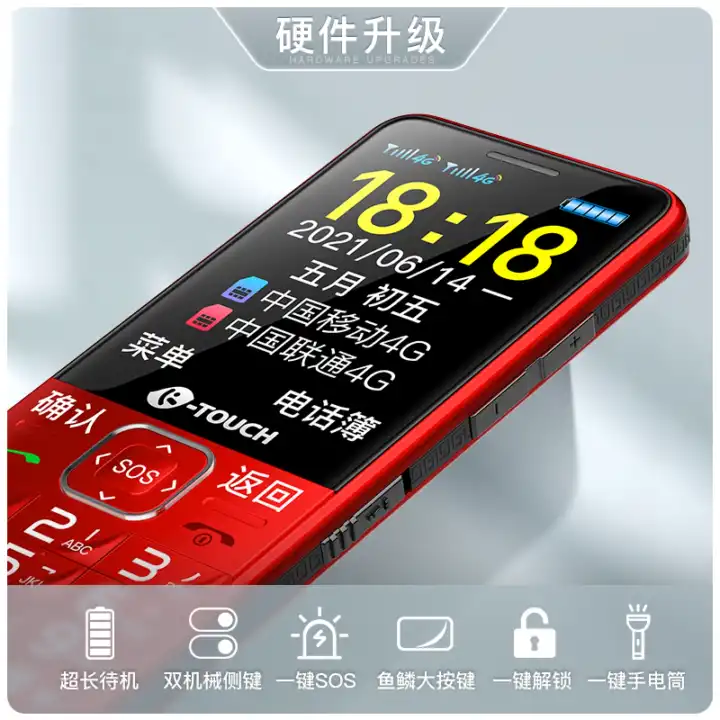 硬件升级
HARDWARE UPGRADES
4G 4G
18:18
2021/06/14 一
五月 初五
中国移动4G
中国联通4G
菜单 电话簿
K-TOUCH
确认 返回
SOS
2 ABC
3
5 JKL
超长待机 双机械侧键 一键SOS 鱼鳞大按键 一键解锁 一键手电筒